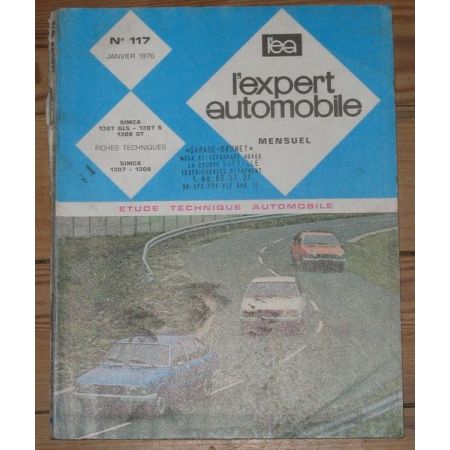 N° 117
JANVIER 1976
l'ea
l'expert
automobile
MENSUEL
SIMCA
1307 GLS - 1307 S
1308 GT
FICHES TECHNIQUES
SIMCA
1307 - 1308
*GARAGE-BRUNET*
ETUDE TECHNIQUE AUTOMOBILE